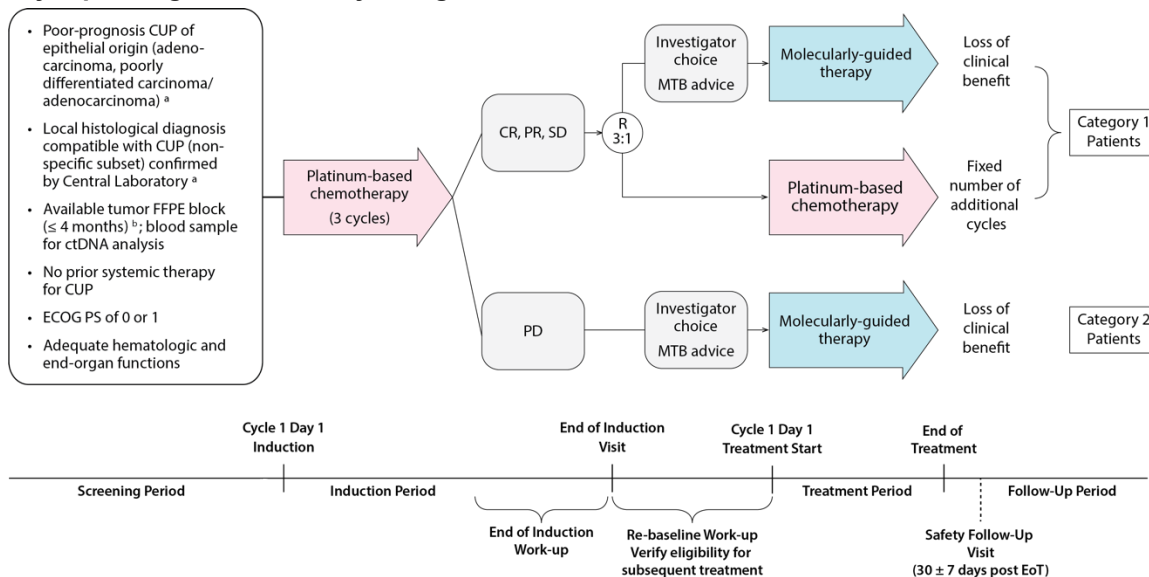 • Poor-prognosis CUP of
epithelial origin (adeno-
carcinoma, poorly
differentiated carcinoma/
adenocarcinoma) a
• Local histological diagnosis
compatible with CUP (non-
specific subset) confirmed
by Central Laboratory a
• Available tumor FFPE block
(≤ 4 months) b; blood sample
for ctDNA analysis
• No prior systemic therapy
for CUP
• ECOG PS of 0 or 1
• Adequate hematologic and
end-organ functions
Platinum-based
chemotherapy
(3 cycles)
CR, PR, SD
R
3:1
Investigator
choice
MTB advice
Molecularly-guided
therapy
Loss of
clinical
benefit
Platinum-based
chemotherapy
Fixed
number of
additional
cycles
Category 1
Patients
PD
Investigator
choice
MTB advice
Molecularly-guided
therapy
Loss of
clinical
benefit
Category 2
Patients
Cycle 1 Day 1
Induction
End of Induction
Visit
Cycle 1 Day 1
Treatment Start
End of
Treatment
Screening Period
Induction Period
Treatment Period
Follow-Up Period
End of Induction
Work-up
Re-baseline Work-up
Verify eligibility for
subsequent treatment
Safety Follow-Up
Visit
(30 ± 7 days post EoT)